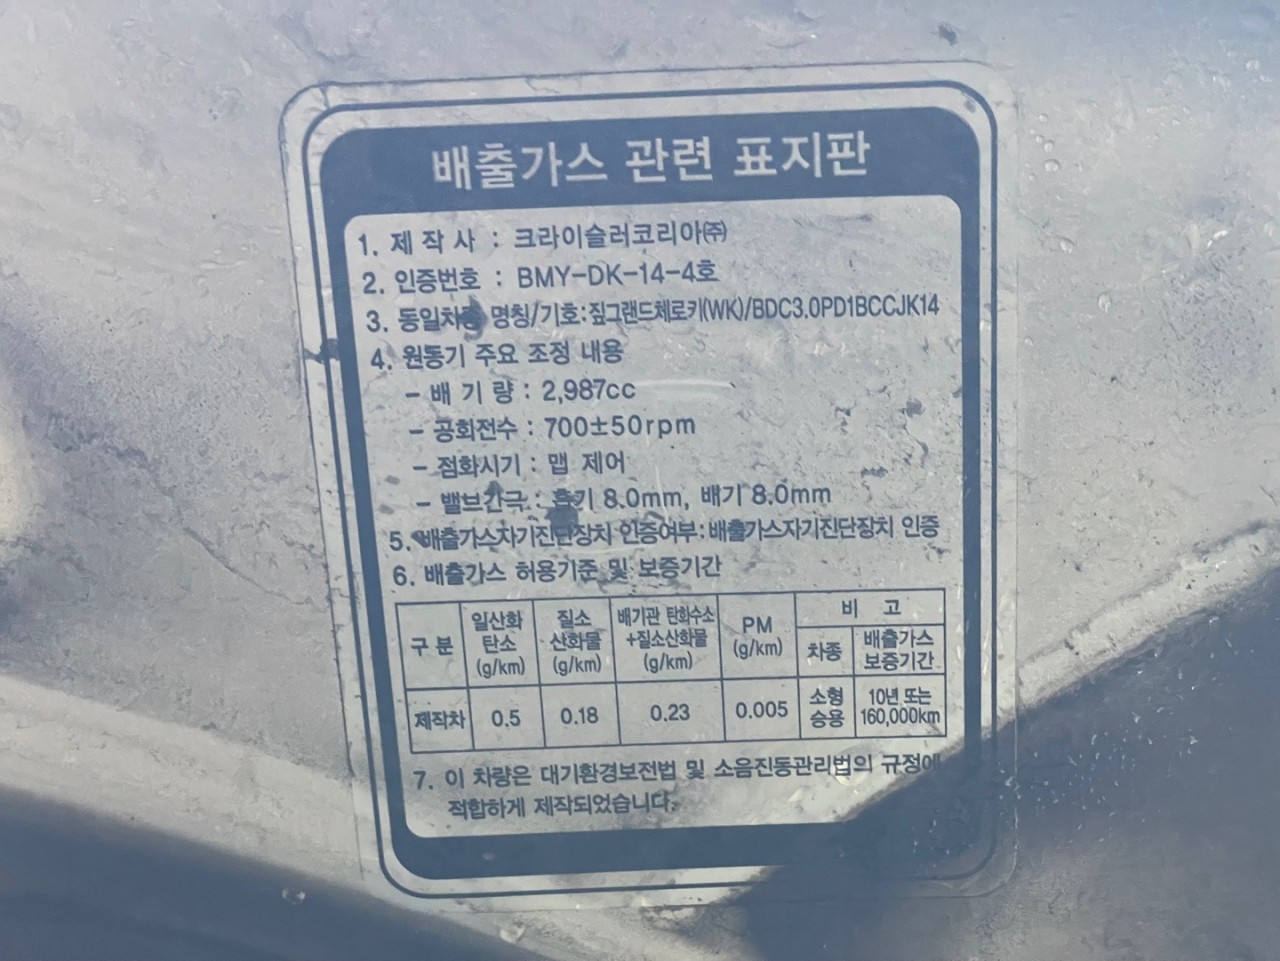 배출가스 관련 표지판
1. 제 작 사 : 크라이슬러코리아㈜
2. 인증번호 : BMY-DK-14-4호
3. 동일차종 명칭/기호:짚그랜드체로키(WK)/BDC3.0PD1BCCJK14
4. 원동기 주요 조정 내용
- 배 기 량 : 2,987cc
- 공회전수 : 700±50rpm
- 점화시기 : 맵 제어
- 밸브간극 : 흡기 8.0mm, 배기 8.0mm
5. 배출가스자기진단장치 인증여부:배출가스자기진단장치 인증
6. 배출가스 허용기준 및 보증기간
구 분 일산화 탄소 (g/km) 질소 산화물 (g/km) 배기관 탄화수소 +질소산화물 (g/km) PM (g/km) 비 고
차종 배출가스 보증기간
제작차 0.5 0.18 0.23 0.005 소형 승용 10년 또는 160,000km
7. 이 차량은 대기환경보전법 및 소음진동관리법의 규정에
적합하게 제작되었습니다.